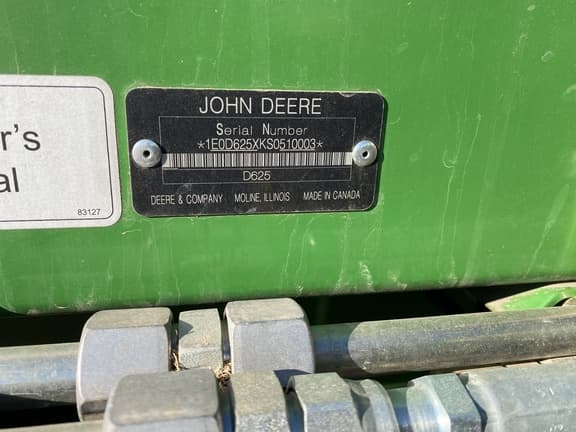 r's
al
83127
JOHN DEERE
Serial Number
*1E0D625XKS0510003*
D625
DEERE & COMPANY MOLINE, ILLINOIS MADE IN CANADA